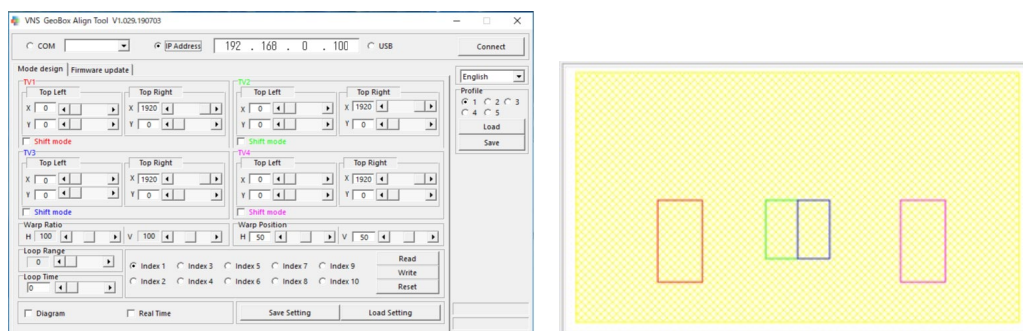 VNS GeoBox Align Tool V1.029.190703
COM IP Address 192 . 168 . 0 . 100 USB Connect
Mode design Firmware update English
TV1 TV2 Profile
Top Left Top Right Top Left Top Right 1 2 3
X 0 X 1920 X 0 X 1920 4 5
Y 0 Y 0 Y 0 Y 0 Load
Shift mode Shift mode Save
TV3 TV4
Top Left Top Right Top Left Top Right
X 0 X 1920 X 0 X 1920
Y 0 Y 0 Y 0 Y 0
Shift mode Shift mode
Warp Ratio Warp Position
H 100 V 100 H 50 V 50
Loop Range
0 Index 1 Index 3 Index 5 Index 7 Index 9 Read
Loop Time Write
0 Index 2 Index 4 Index 6 Index 8 Index 10 Reset
Diagram Real Time Save Setting Load Setting